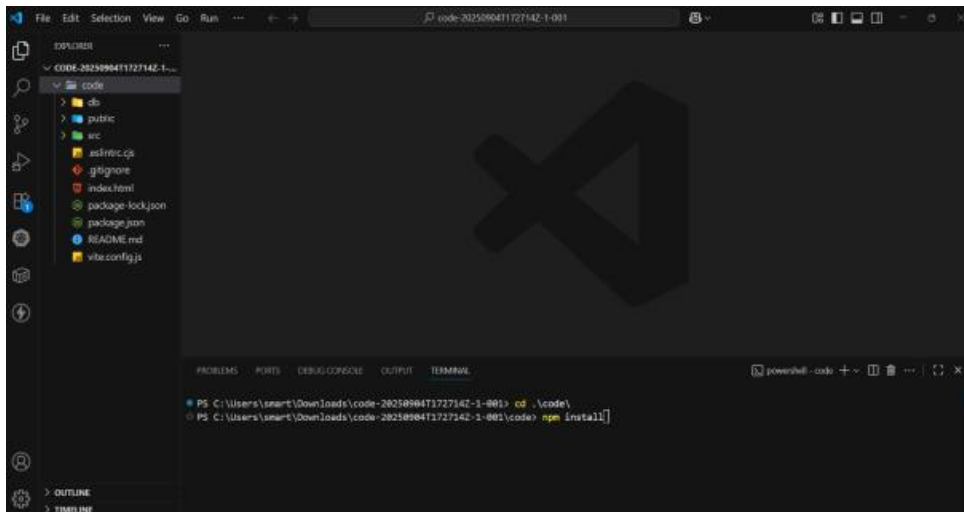 File Edit Selection View Go Run ··· code-20250904T172714Z-1-001
EXPLORER ···
CODE-20250904T172714Z-1-...
code
db
public
src
.eslintrc.cjs
.gitignore
index.html
package-lock.json
package.json
README.md
vite.config.js
PROBLEMS PORTS DEBUG CONSOLE OUTPUT TERMINAL powershell - code
PS C:\Users\smart\Downloads\code-20250904T172714Z-1-001> cd .\code\
PS C:\Users\smart\Downloads\code-20250904T172714Z-1-001\code> npm install
1
OUTLINE
TIMELINE